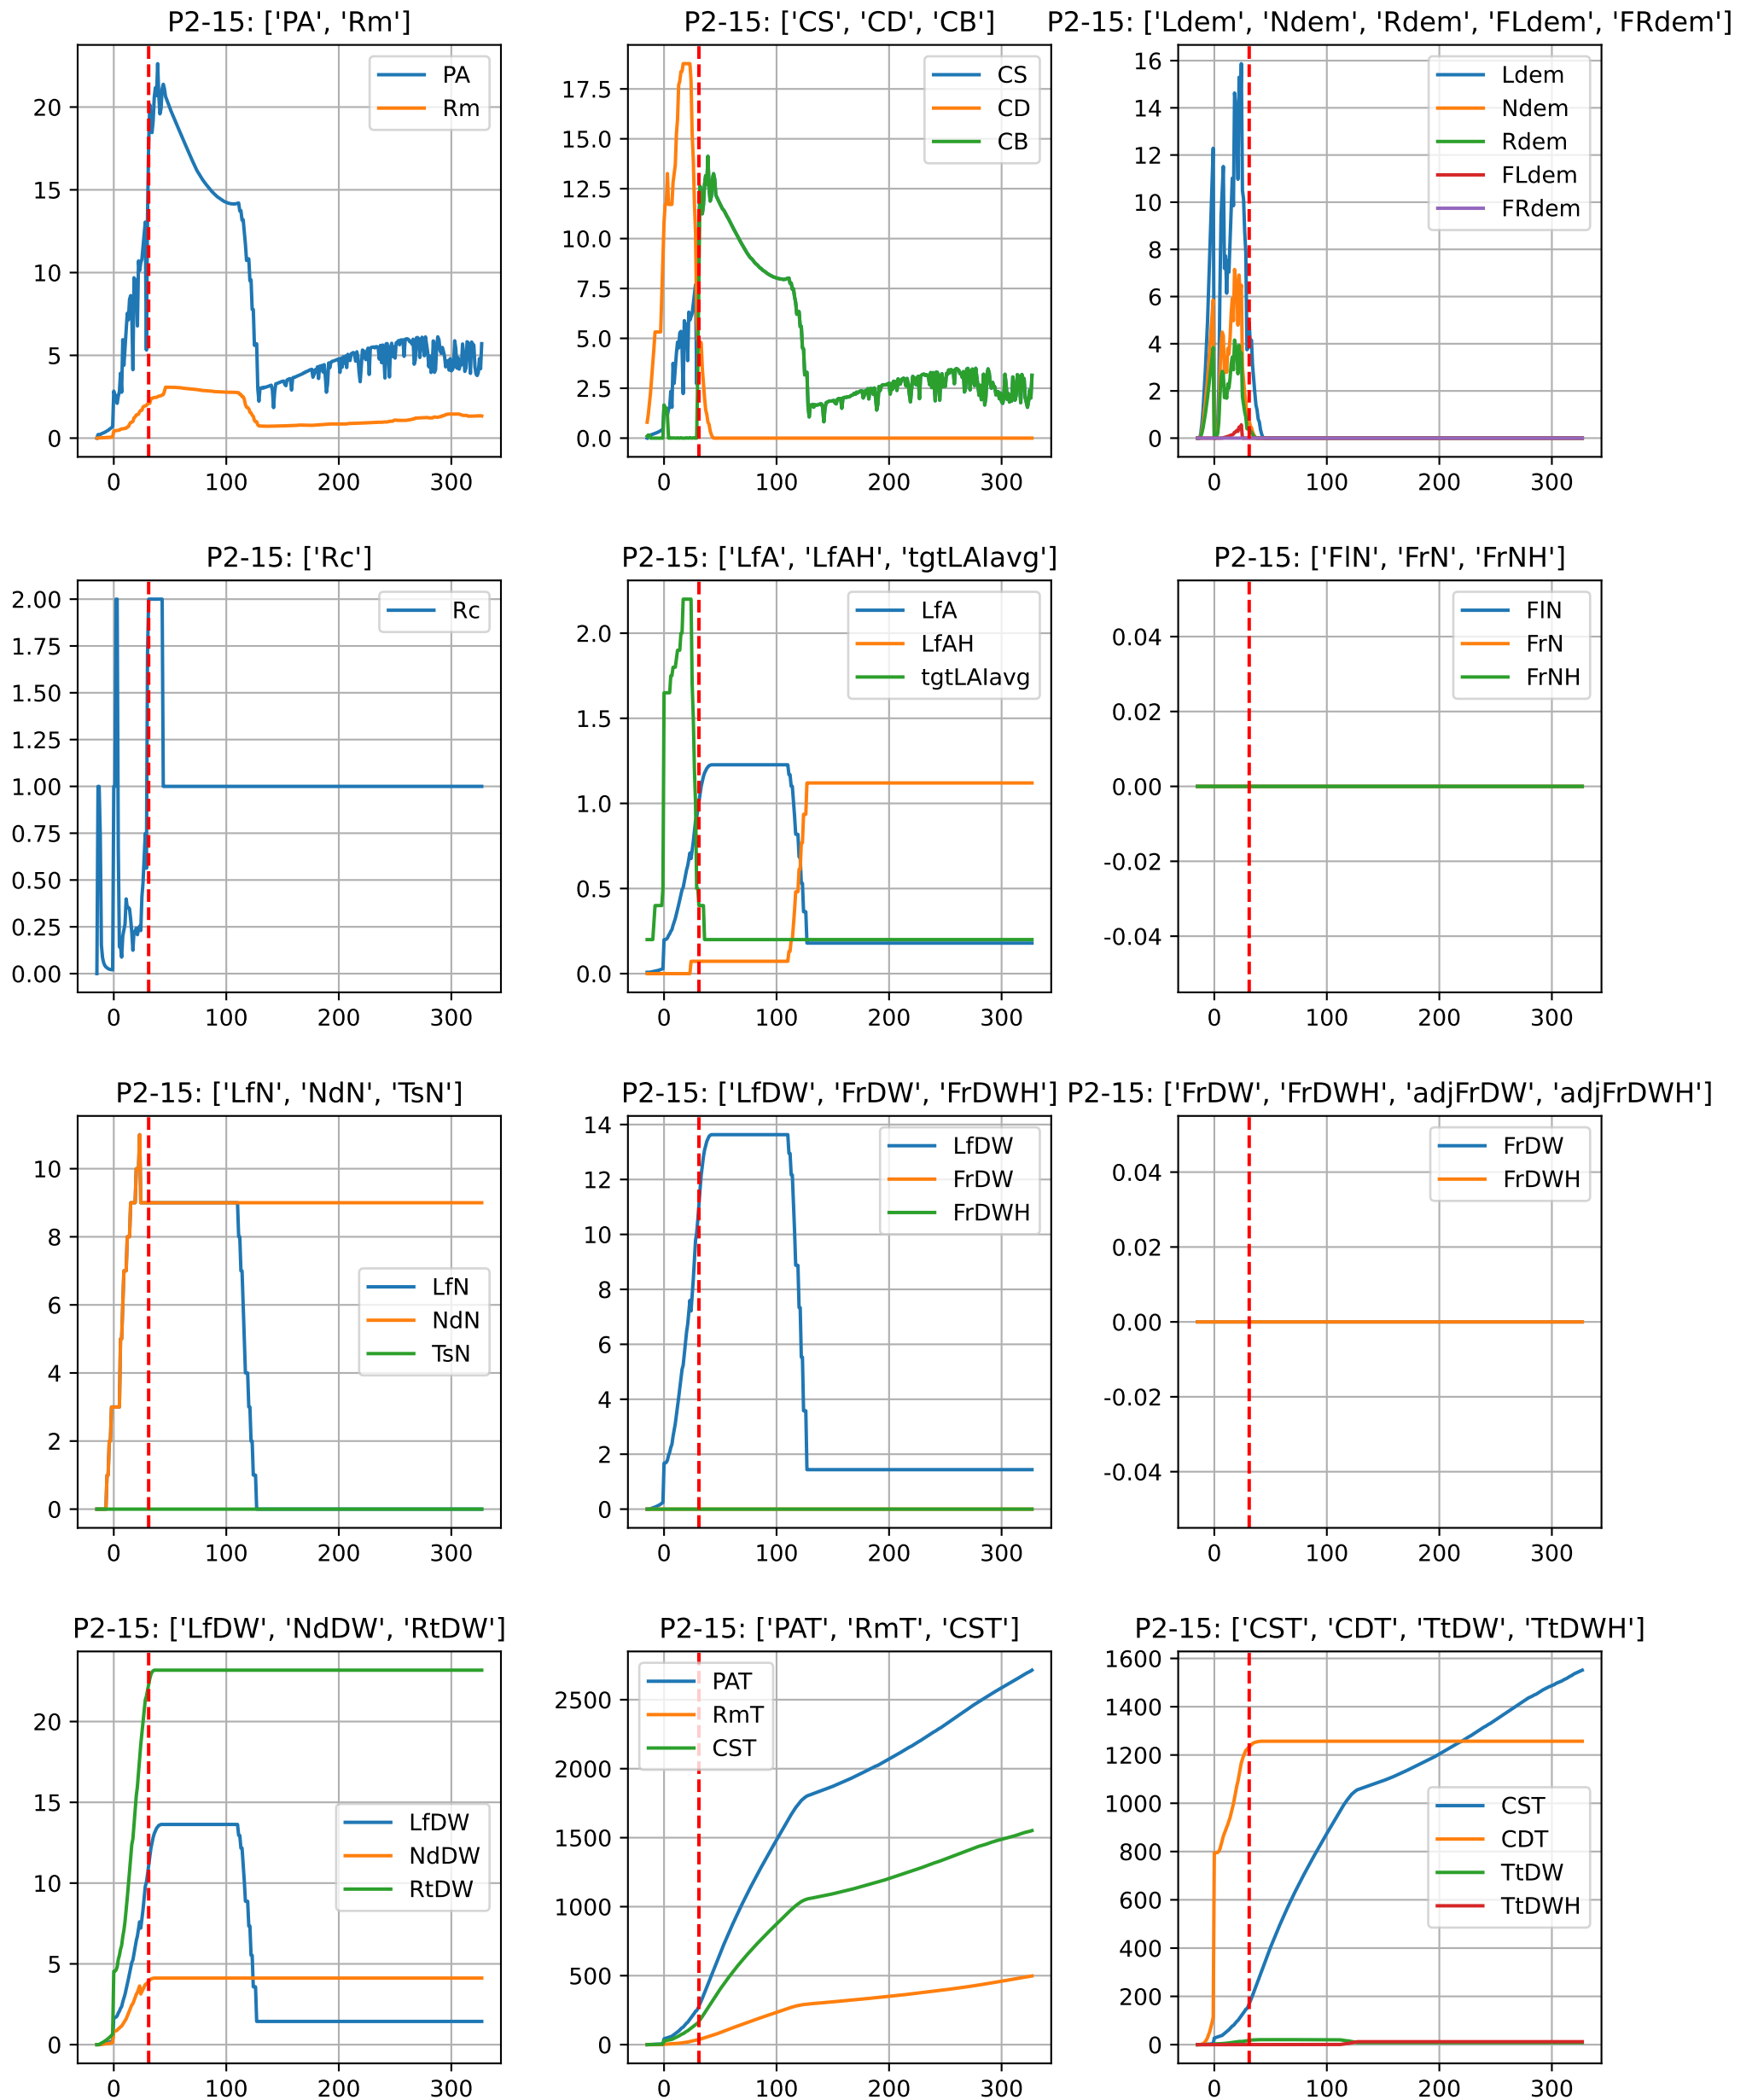 P2-15: ['PA', 'Rm']
PA
Rm
20
15
10
5
0
0 100 200 300
P2-15: ['CS', 'CD', 'CB']
CS
CD
CB
17.5
15.0
12.5
10.0
7.5
5.0
2.5
0.0
0 100 200 300
P2-15: ['Ldem', 'Ndem', 'Rdem', 'FLdem', 'FRdem']
Ldem
Ndem
Rdem
FLdem
FRdem
16
14
12
10
8
6
4
2
0
0 100 200 300
P2-15: ['Rc']
Rc
2.00
1.75
1.50
1.25
1.00
0.75
0.50
0.25
0.00
0 100 200 300
P2-15: ['LfA', 'LfAH', 'tgtLAIavg']
LfA
LfAH
tgtLAIavg
2.0
1.5
1.0
0.5
0.0
0 100 200 300
P2-15: ['FlN', 'FrN', 'FrNH']
FlN
FrN
FrNH
0.04
0.02
0.00
-0.02
-0.04
0 100 200 300
P2-15: ['LfN', 'NdN', 'TsN']
LfN
NdN
TsN
10
8
6
4
2
0
0 100 200 300
P2-15: ['LfDW', 'FrDW', 'FrDWH']
LfDW
FrDW
FrDWH
14
12
10
8
6
4
2
0
0 100 200 300
P2-15: ['FrDW', 'FrDWH', 'adjFrDW', 'adjFrDWH']
FrDW
FrDWH
0.04
0.02
0.00
-0.02
-0.04
0 100 200 300
P2-15: ['LfDW', 'NdDW', 'RtDW']
LfDW
NdDW
RtDW
20
15
10
5
0
0 100 200 300
P2-15: ['PAT', 'RmT', 'CST']
PAT
RmT
CST
2500
2000
1500
1000
500
0
0 100 200 300
P2-15: ['CST', 'CDT', 'TtDW', 'TtDWH']
CST
CDT
TtDW
TtDWH
1600
1400
1200
1000
800
600
400
200
0
0 100 200 300